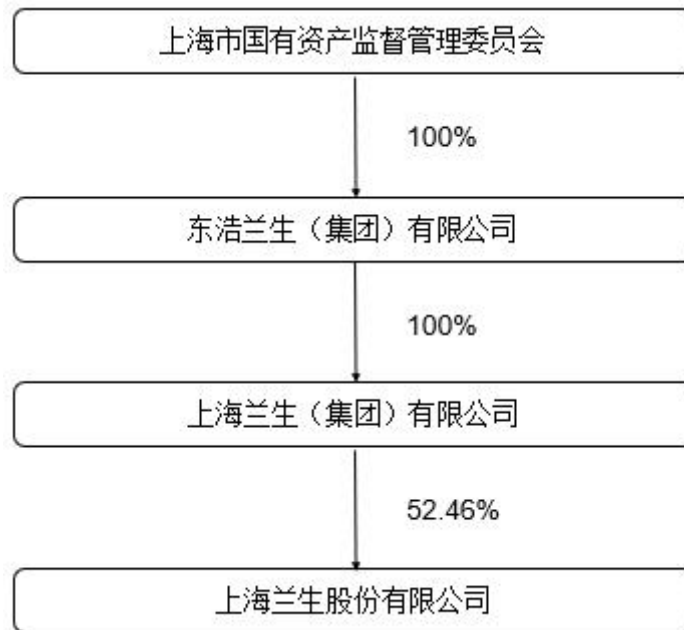 上海市国有资产监督管理委员会
100%
东浩兰生（集团）有限公司
100%
上海兰生（集团）有限公司
52.46%
上海兰生股份有限公司